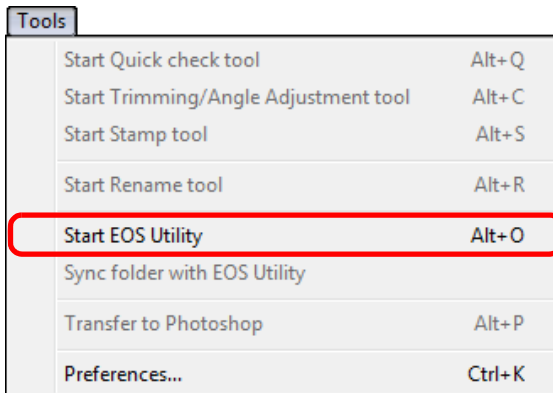 Tools
Start Quick check tool Alt+Q
Start Trimming/Angle Adjustment tool Alt+C
Start Stamp tool Alt+S
Start Rename tool Alt+R
Start EOS Utility Alt+O
Sync folder with EOS Utility
Transfer to Photoshop Alt+P
Preferences... Ctrl+K